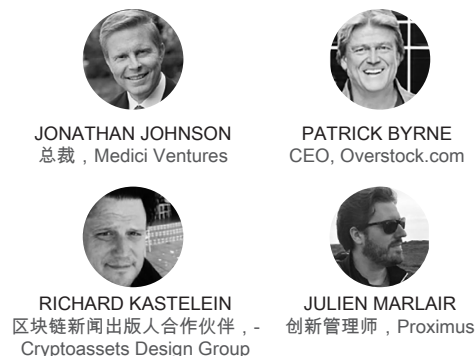 JONATHAN JOHNSON
总裁，Medici Ventures
PATRICK BYRNE
CEO, Overstock.com
RICHARD KASTELEIN
区块链新闻出版人合作伙伴，-
Cryptoassets Design Group
JULIEN MARLAIR
创新管理师，Proximus